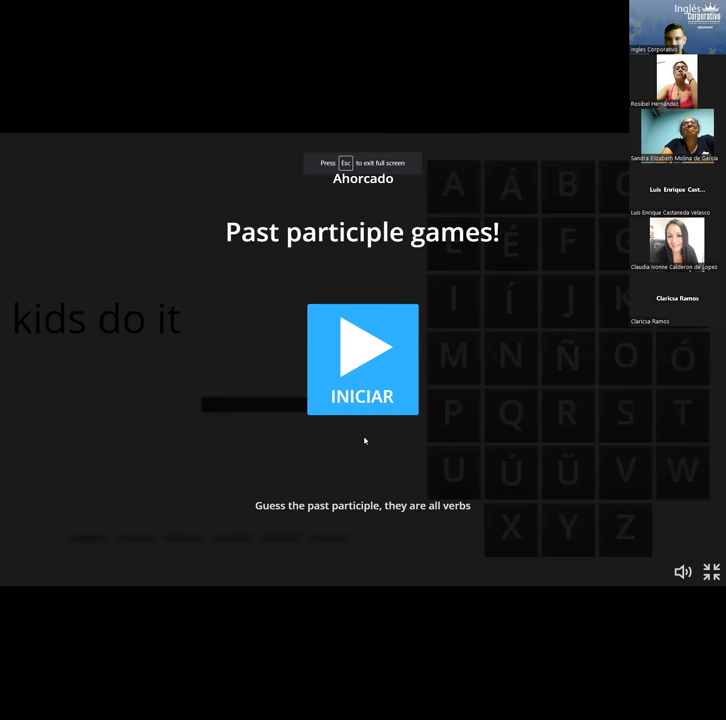 Inglés
Corporativo
Ingles Corporativo
Rosibel Hernández
Sandra Elizabeth Molina de García
Luis Enrique Cast...
Luis Enrique Castaneda Velasco
Claudia Ivonne Calderon de Lopez
Claricsa Ramos
Claricsa Ramos
Press Esc to exit full screen
Ahorcado
Past participle games!
kids do it
INICIAR
Guess the past participle, they are all verbs
A Á B C
É F G
I Í J K
M N Ñ O Ó
P Q R S T
U Ú Ü V W
X Y Z